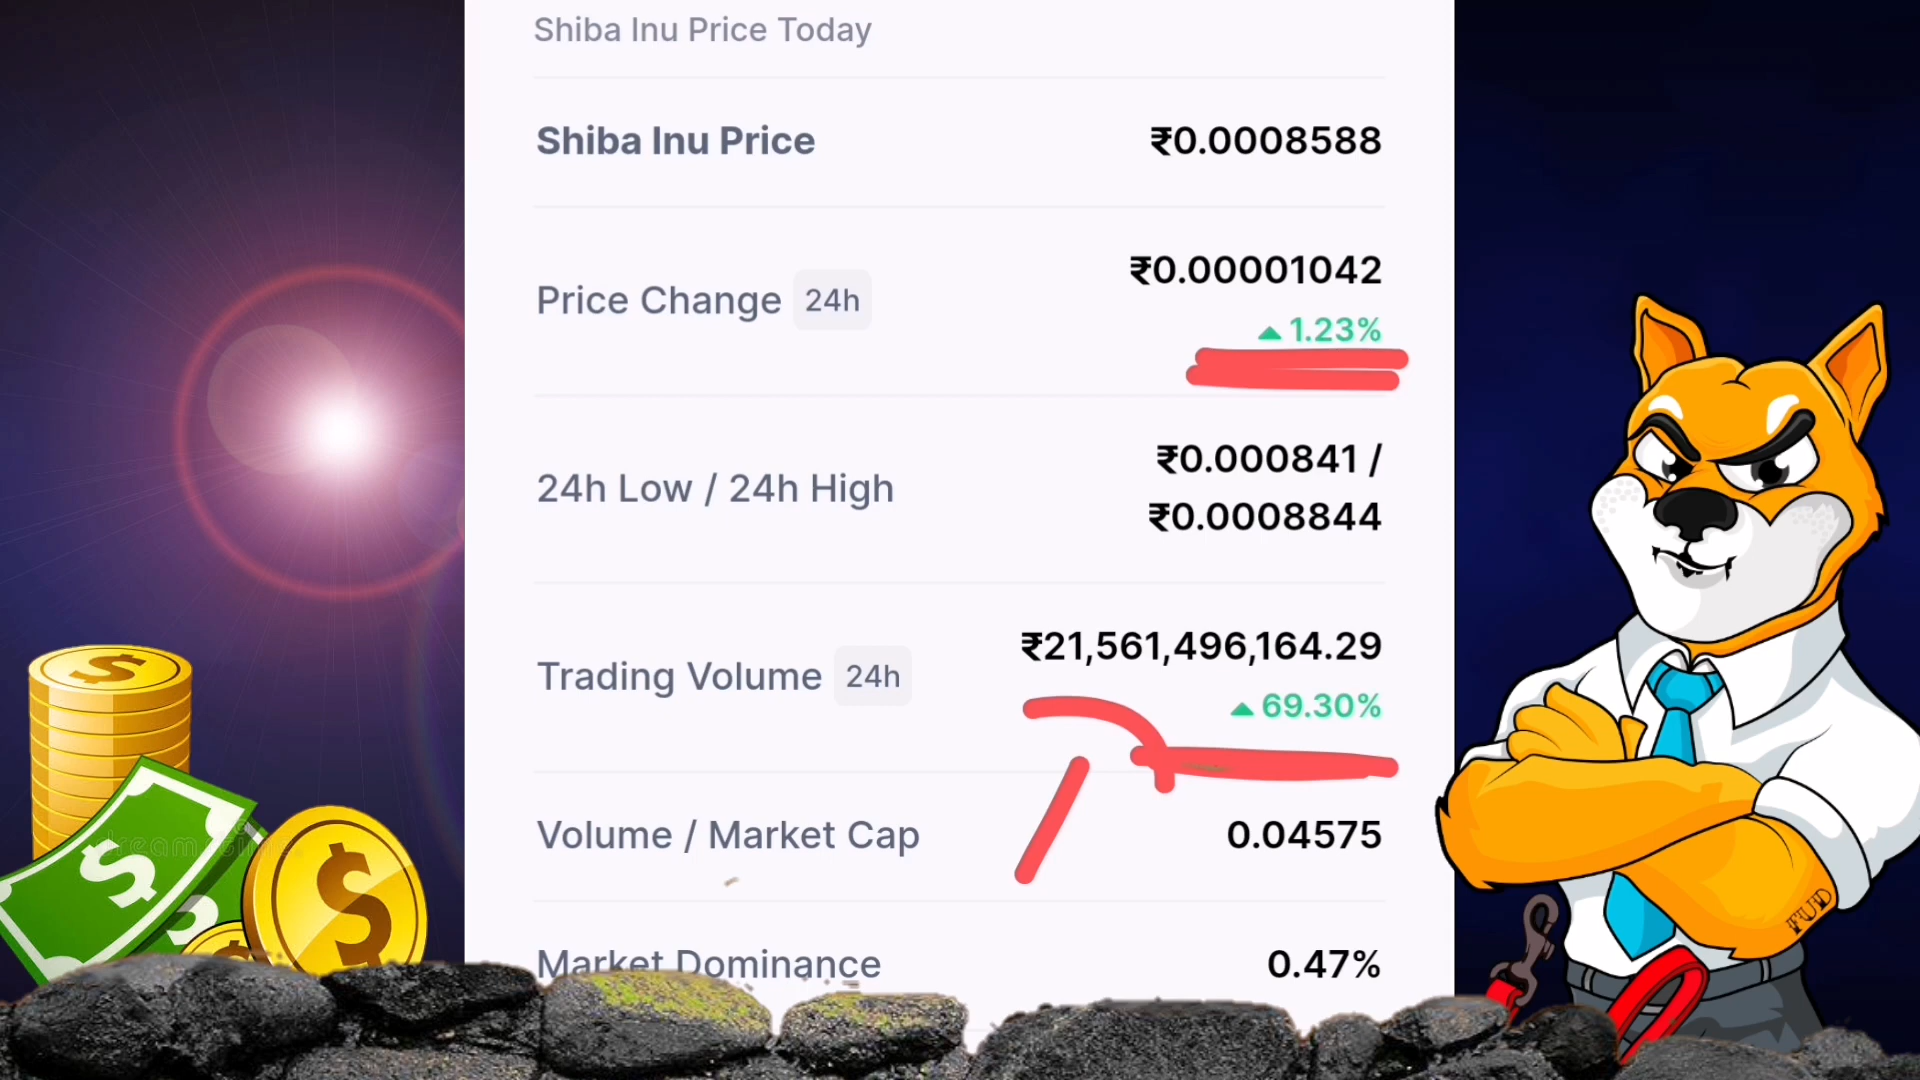 Shiba Inu Price Today
Shiba Inu Price ₹0.0008588
Price Change 24h ₹0.00001042
▲ 1.23%
24h Low / 24h High ₹0.000841 /
₹0.0008844
Trading Volume 24h ₹21,561,496,164.29
▲ 69.30%
Volume / Market Cap 0.04575
Market Dominance 0.47%
FUD